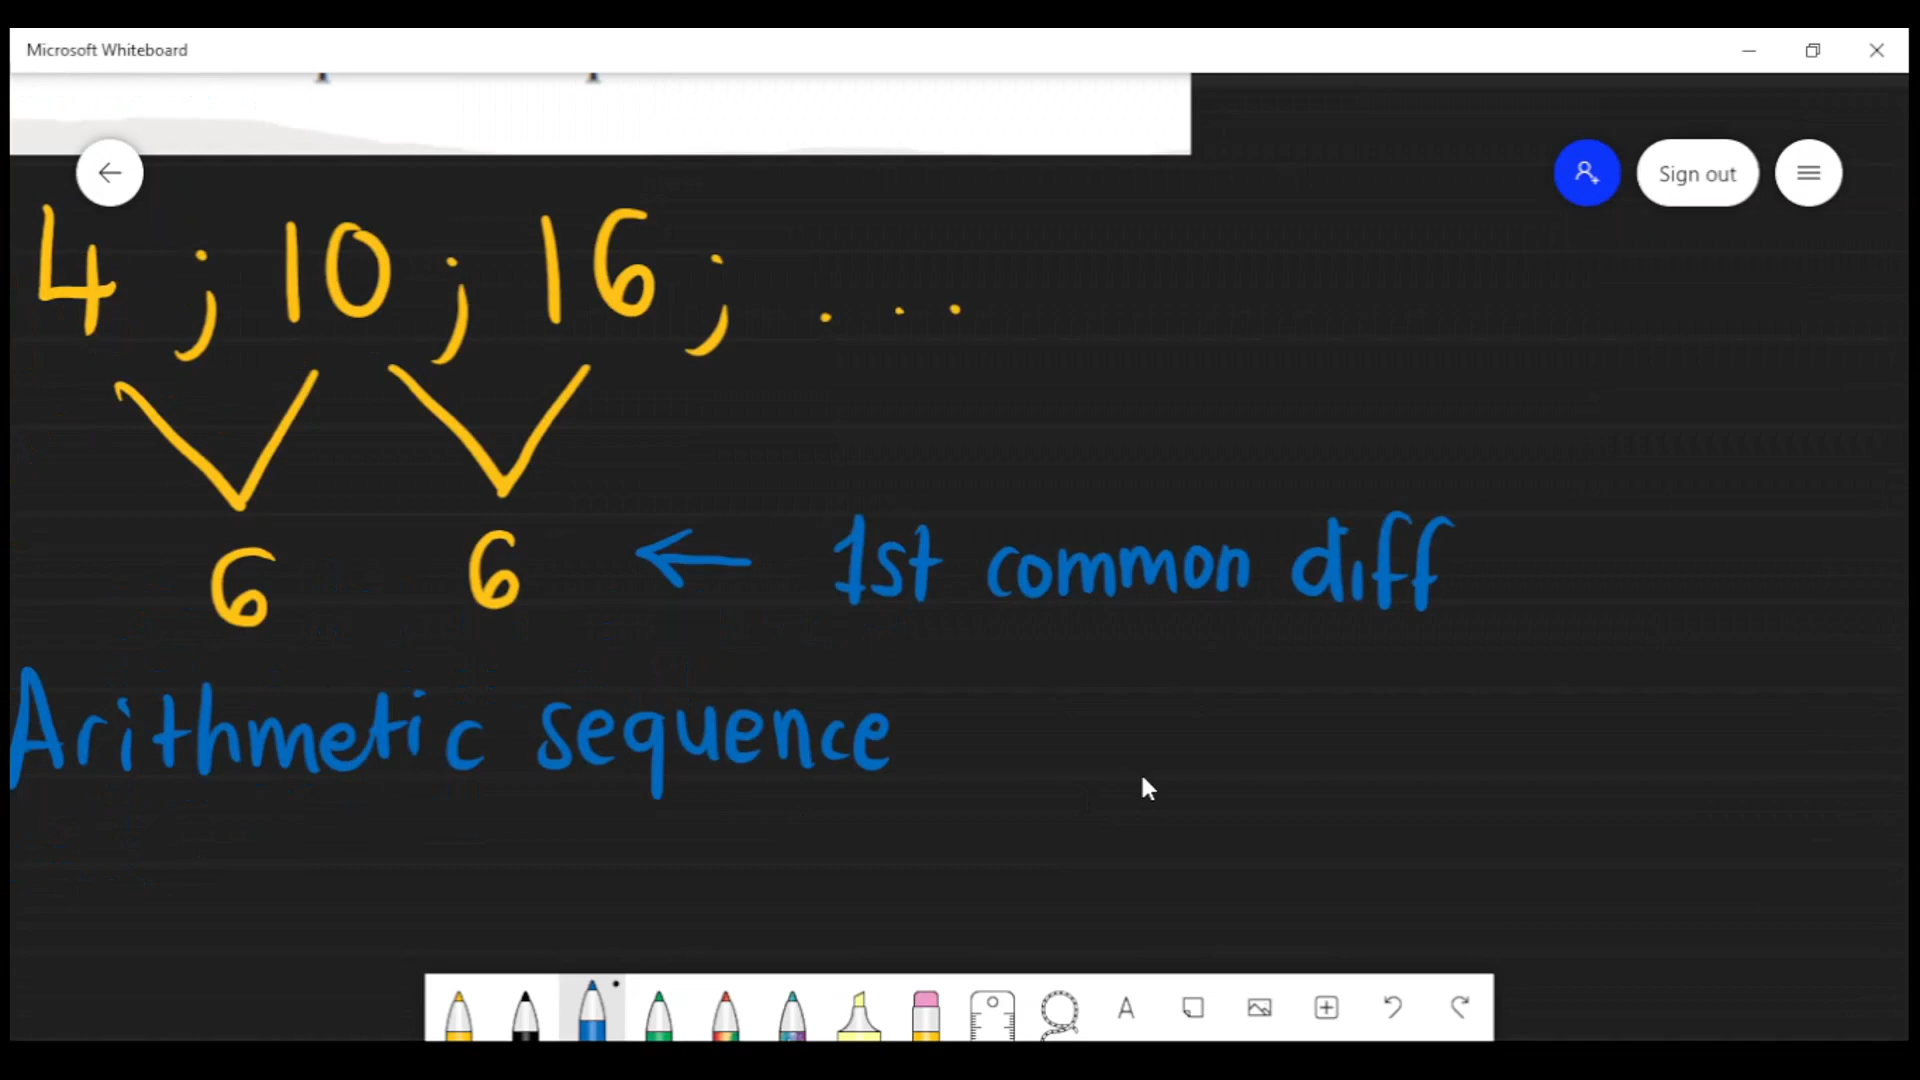 Microsoft Whiteboard
Sign out
4 ; 10 ; 16 ; ...
6 6 ← 1st common diff
Arithmetic sequence
A